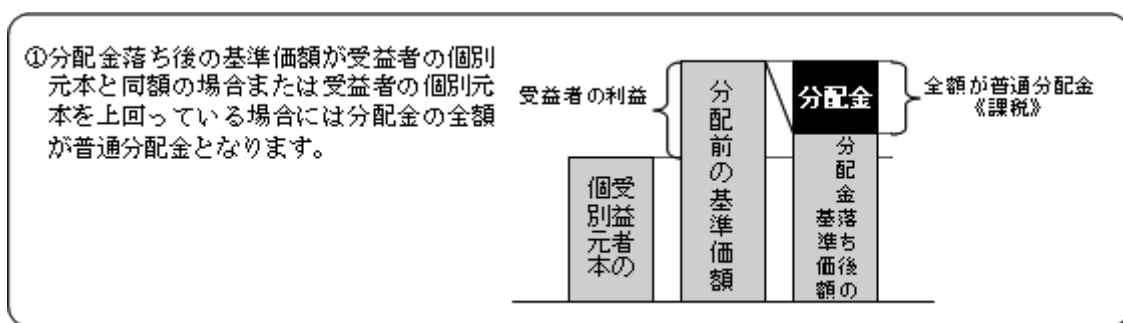 ①分配金落ち後の基準価額が受益者の個別
元本と同額の場合または受益者の個別元
本を上回っている場合には分配金の全額
が普通分配金となります。
受益者の利益
受益者の
個別元本
分配前の基準価額
分配金
分配金落ち後の
基準価額
全額が普通分配金
《課税》